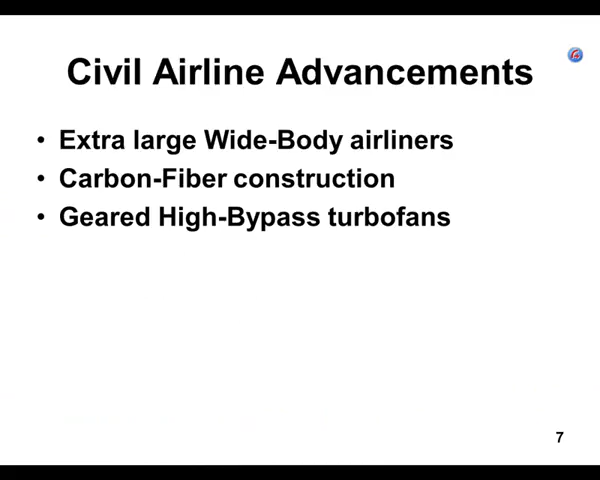 Civil Airline Advancements
• Extra large Wide-Body airliners
• Carbon-Fiber construction
• Geared High-Bypass turbofans
7